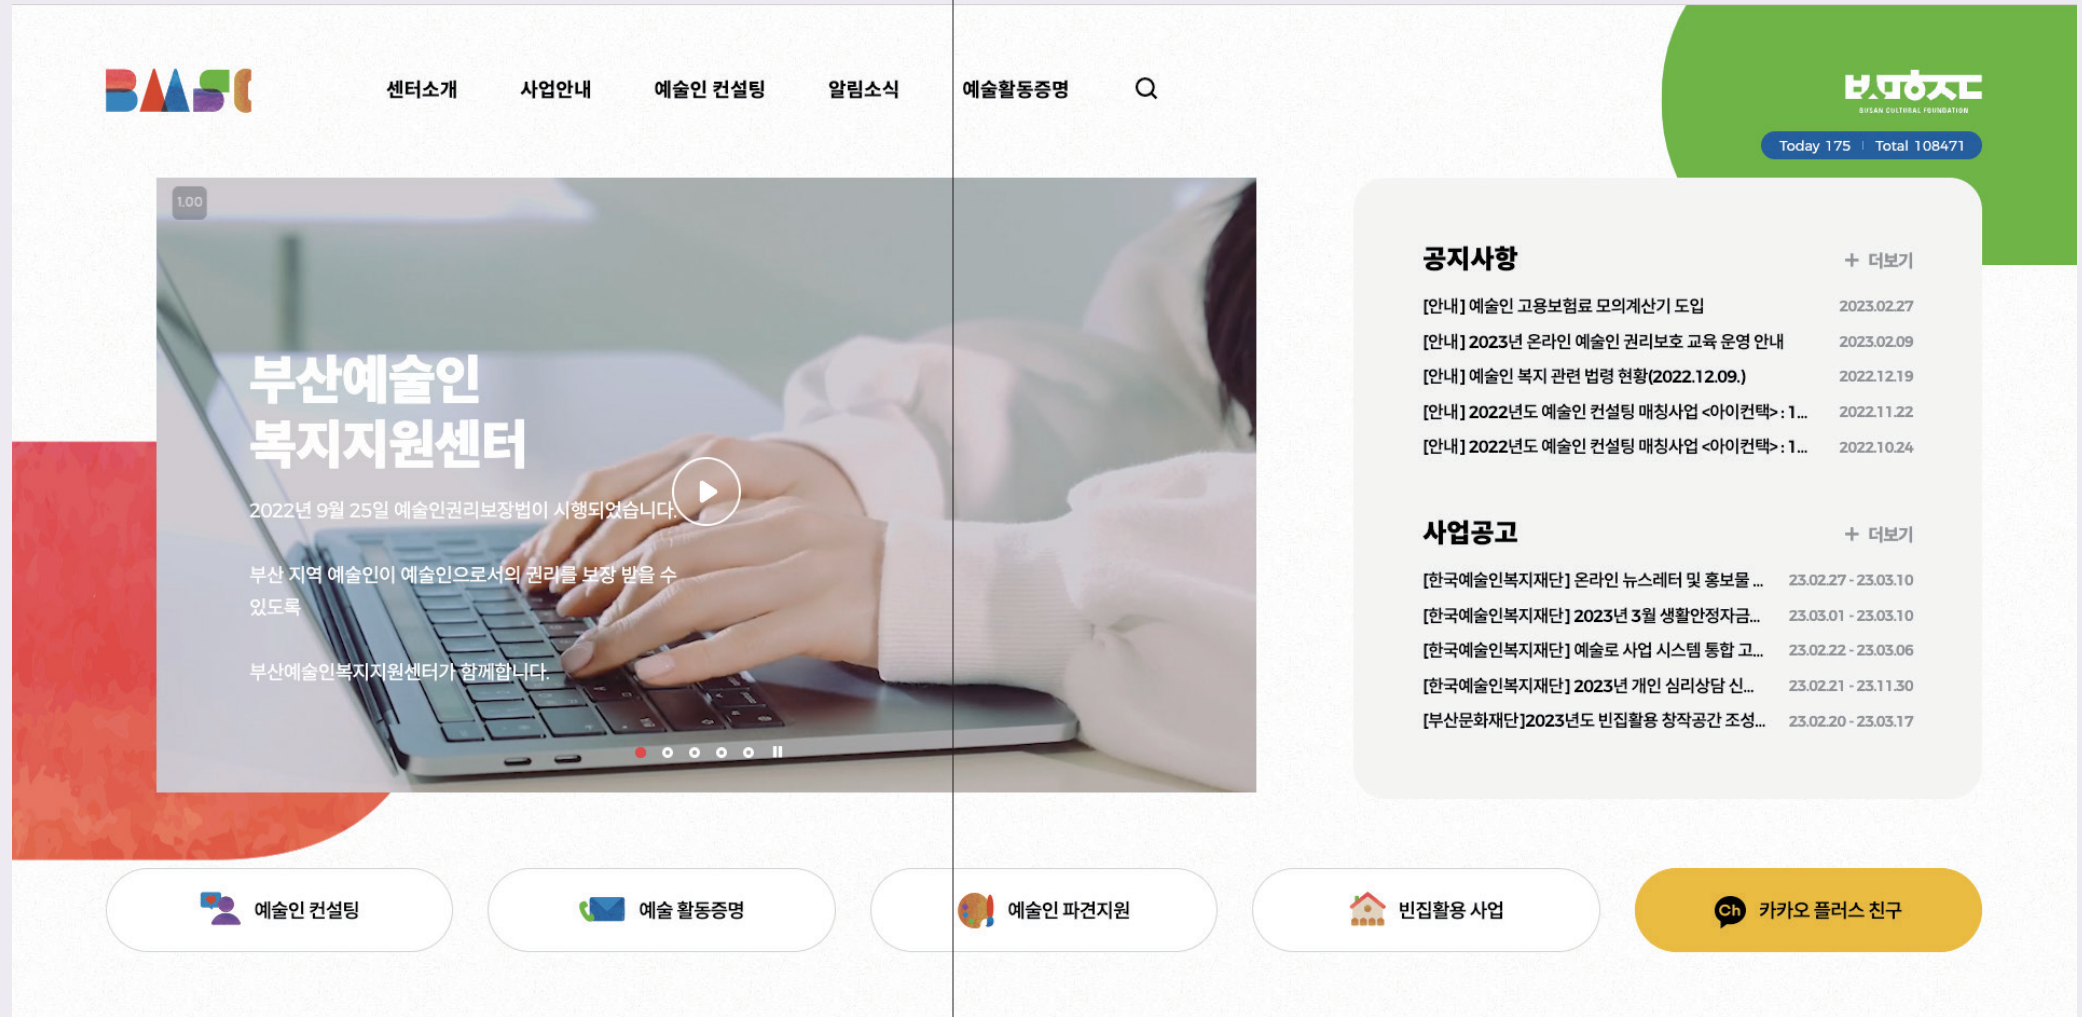 BMASC
센터소개 사업안내 예술인 컨설팅 알림소식 예술활동증명
부산문화재단
BUSAN CULTURAL FOUNDATION
Today 175 | Total 108471
1.00
부산예술인
복지지원센터
2022년 9월 25일 예술인권리보장법이 시행되었습니다.
부산 지역 예술인이 예술인으로서의 권리를 보장 받을 수
있도록
부산예술인복지지원센터가 함께합니다.
공지사항 + 더보기
[안내] 예술인 고용보험료 모의계산기 도입 2023.02.27
[안내] 2023년 온라인 예술인 권리보호 교육 운영 안내 2023.02.09
[안내] 예술인 복지 관련 법령 현황(2022.12.09.) 2022.12.19
[안내] 2022년도 예술인 컨설팅 매칭사업 <아이컨택> : 1... 2022.11.22
[안내] 2022년도 예술인 컨설팅 매칭사업 <아이컨택> : 1... 2022.10.24
사업공고 + 더보기
[한국예술인복지재단] 온라인 뉴스레터 및 홍보물 ... 23.02.27 - 23.03.10
[한국예술인복지재단] 2023년 3월 생활안정자금... 23.03.01 - 23.03.10
[한국예술인복지재단] 예술로 사업 시스템 통합 고... 23.02.22 - 23.03.06
[한국예술인복지재단] 2023년 개인 심리상담 신... 23.02.21 - 23.11.30
[부산문화재단]2023년도 빈집활용 창작공간 조성... 23.02.20 - 23.03.17
예술인 컨설팅
예술 활동증명
예술인 파견지원
빈집활용 사업
Ch 카카오 플러스 친구